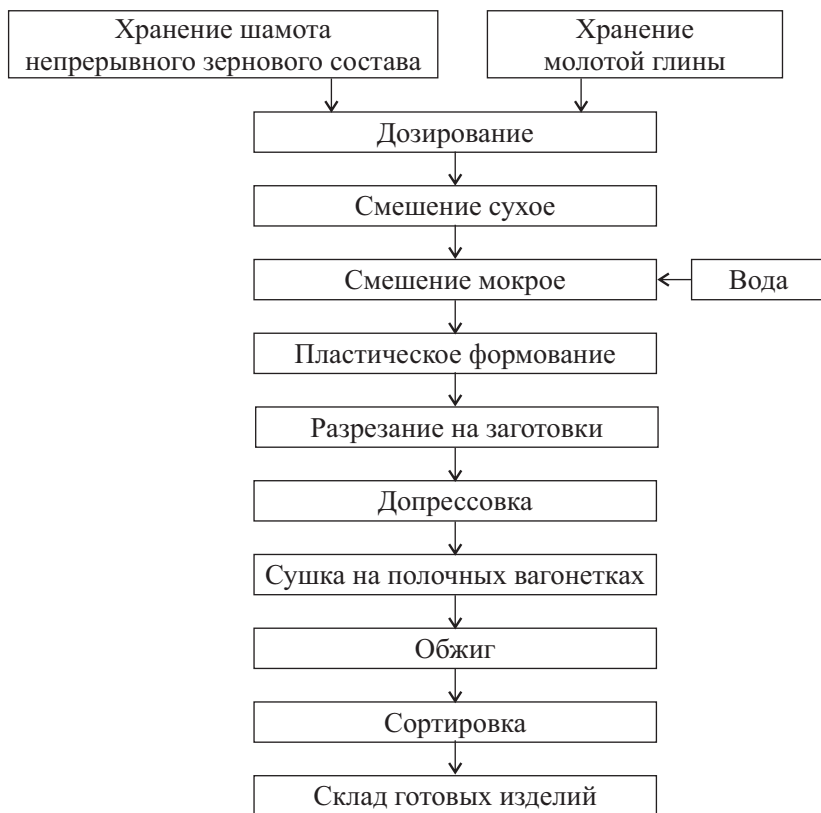 Хранение шамота
непрерывного зернового состава
Хранение
молотой глины
Дозирование
Смешение сухое
Смешение мокрое
Вода
Пластическое формование
Разрезание на заготовки
Допрессовка
Сушка на полочных вагонетках
Обжиг
Сортировка
Склад готовых изделий